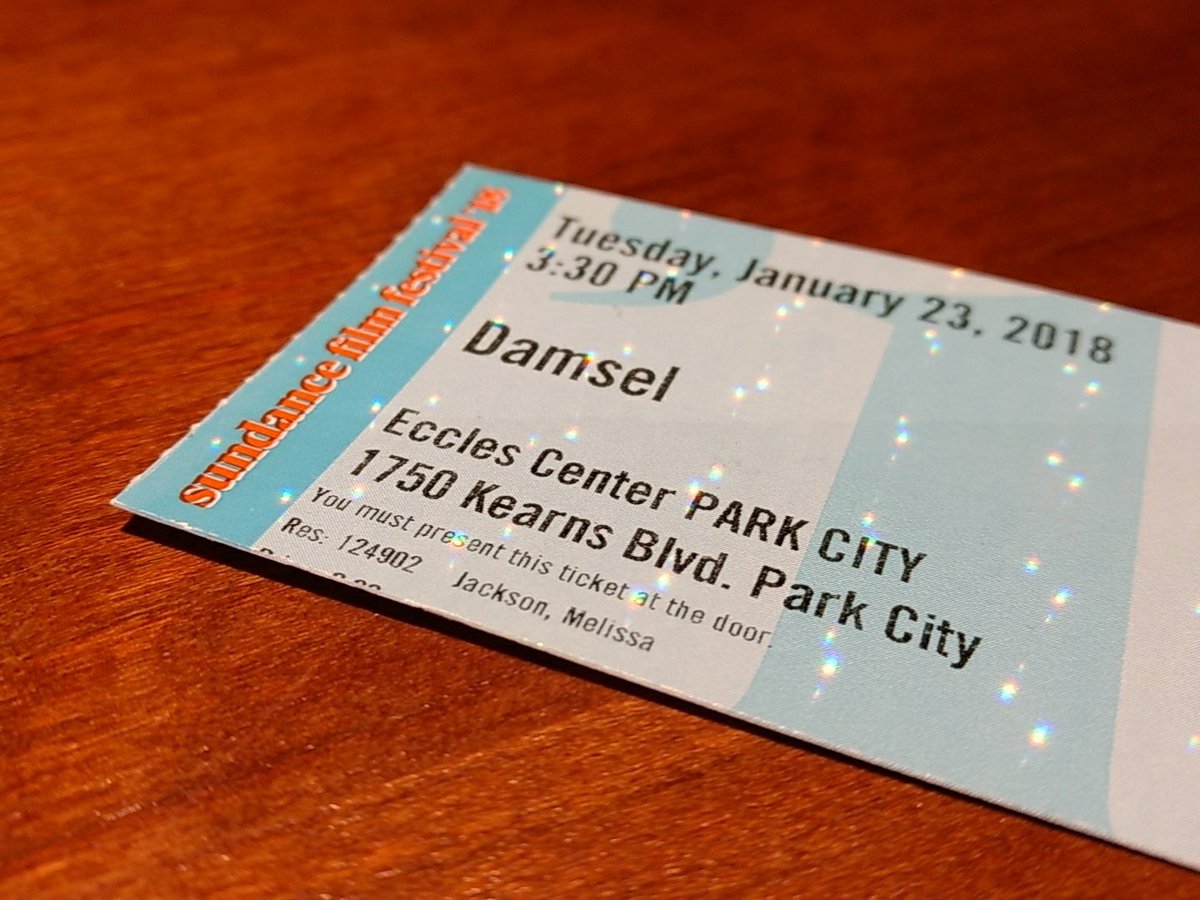 sundance film festival '18
Tuesday, January 23, 2018
3:30 PM
Damsel
Eccles Center PARK CITY
1750 Kearns Blvd. Park City
You must present this ticket at the door.
Res: 124902 Jackson, Melissa